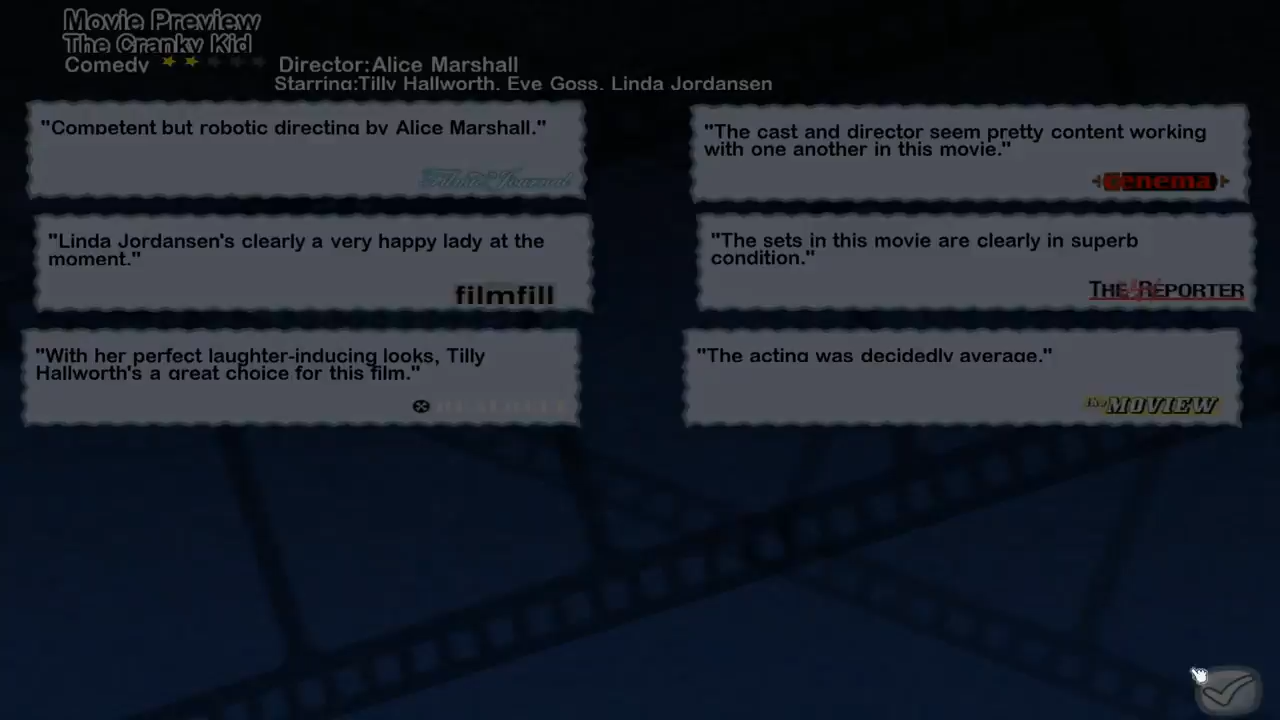 Movie Preview
The Cranky Kid
Comedy
Director:Alice Marshall
Starring:Tilly Hallworth, Eve Goss, Linda Jordansen
"Competent but robotic directing by Alice Marshall."
Filmic Journal
"The cast and director seem pretty content working
with one another in this movie."
cenema
"Linda Jordansen's clearly a very happy lady at the
moment."
filmfill
"The sets in this movie are clearly in superb
condition."
THE REPORTER
"With her perfect laughter-inducing looks, Tilly
Hallworth's a great choice for this film."
"The acting was decidedly average."
the MOVIEW